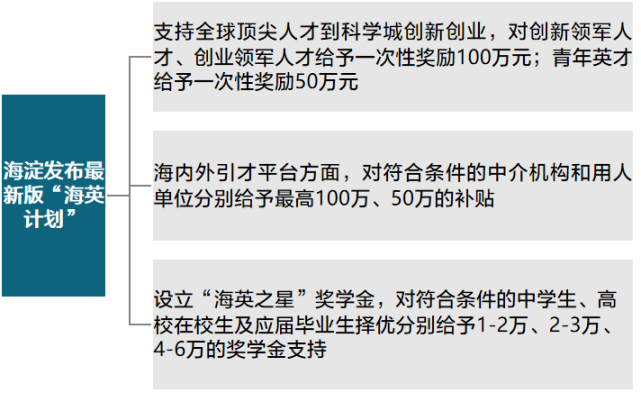 海淀发布最
新版“海英
计划”
支持全球顶尖人才到科学城创新创业，对创新领军人
才、创业领军人才给予一次性奖励100万元；青年英才
给予一次性奖励50万元
海内外引才平台方面，对符合条件的中介机构和用人
单位分别给予最高100万、50万的补贴
设立“海英之星”奖学金，对符合条件的中学生、高
校在校生及应届毕业生择优分别给予1-2万、2-3万、
4-6万的奖学金支持